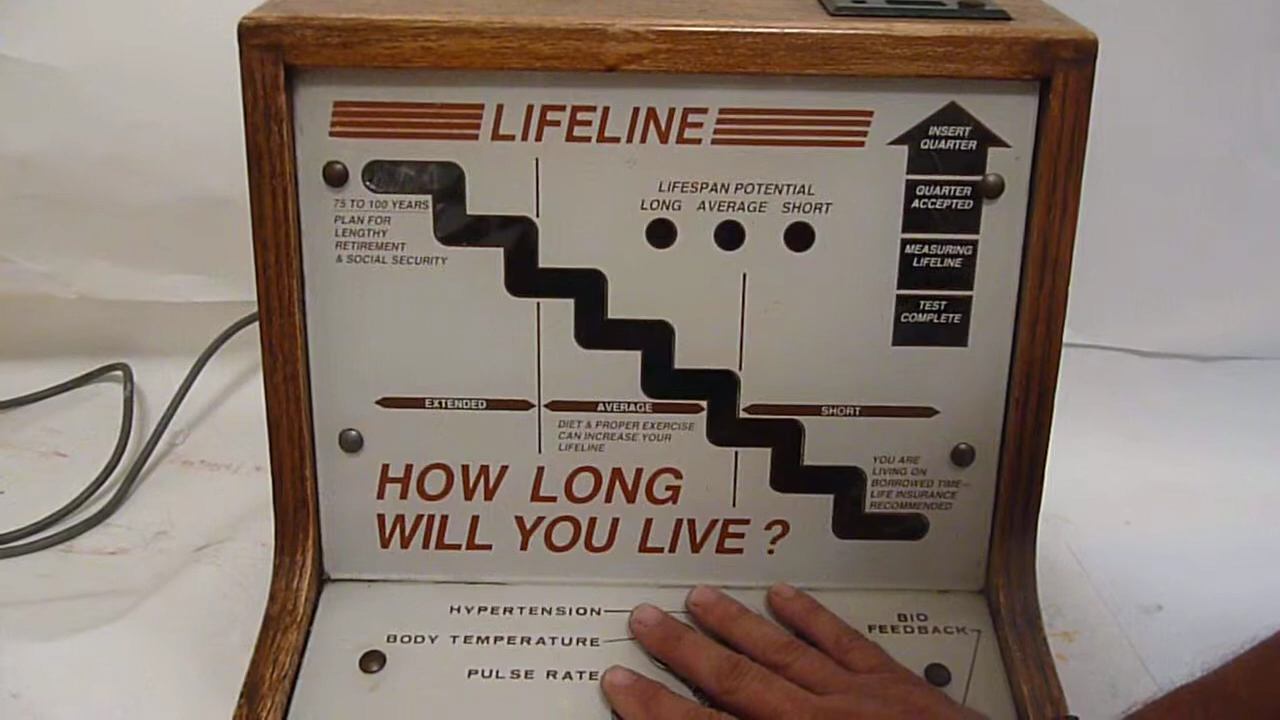 LIFELINE
INSERT
QUARTER
QUARTER
ACCEPTED
MEASURING
LIFELINE
TEST
COMPLETE
LIFESPAN POTENTIAL
LONG AVERAGE SHORT
75 TO 100 YEARS
PLAN FOR
LENGTHY
RETIREMENT
& SOCIAL SECURITY
EXTENDED
AVERAGE
SHORT
DIET & PROPER EXERCISE
CAN INCREASE YOUR
LIFELINE
YOU ARE
LIVING ON
BORROWED TIME—
LIFE INSURANCE
RECOMMENDED
HOW LONG
WILL YOU LIVE ?
HYPERTENSION
BODY TEMPERATURE
PULSE RATE
BIO
FEEDBACK